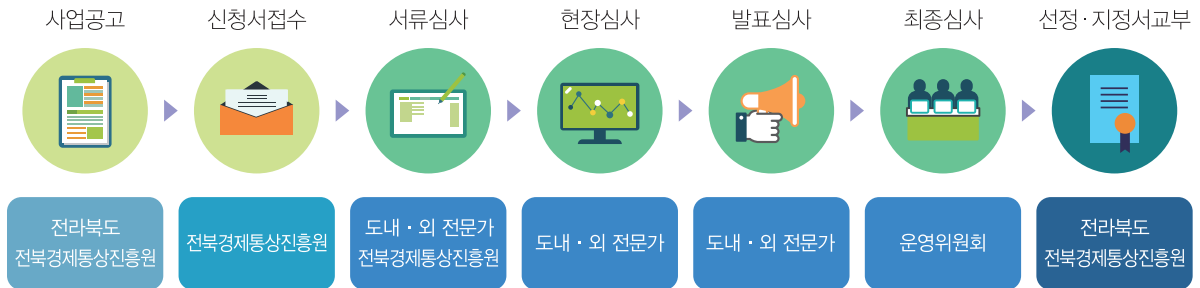 사업공고
신청서접수
서류심사
현장심사
발표심사
최종심사
선정·지정서교부
전라북도
전북경제통상진흥원
전북경제통상진흥원
도내·외 전문가
전북경제통상진흥원
도내·외 전문가
도내·외 전문가
운영위원회
전라북도
전북경제통상진흥원